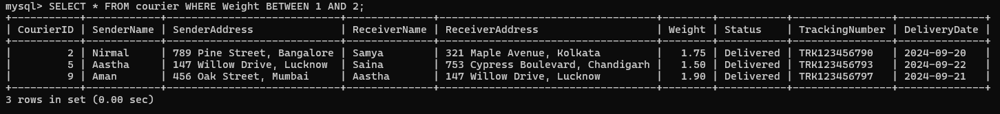 mysql> SELECT * FROM courier WHERE Weight BETWEEN 1 AND 2;
+-----------+------------+----------------------------+--------------+----------------------------------+--------+-----------+----------------+--------------+
| CourierID | SenderName | SenderAddress              | ReceiverName | ReceiverAddress                  | Weight | Status    | TrackingNumber | DeliveryDate |
+-----------+------------+----------------------------+--------------+----------------------------------+--------+-----------+----------------+--------------+
|         2 | Nirmal     | 789 Pine Street, Bangalore | Samya        | 321 Maple Avenue, Kolkata        |   1.75 | Delivered | TRK123456790   | 2024-09-20   |
|         5 | Aastha     | 147 Willow Drive, Lucknow  | Saina        | 753 Cypress Boulevard, Chandigarh |   1.50 | Delivered | TRK123456793   | 2024-09-22   |
|         9 | Aman       | 456 Oak Street, Mumbai     | Aastha       | 147 Willow Drive, Lucknow        |   1.90 | Delivered | TRK123456797   | 2024-09-21   |
+-----------+------------+----------------------------+--------------+----------------------------------+--------+-----------+----------------+--------------+
3 rows in set (0.00 sec)